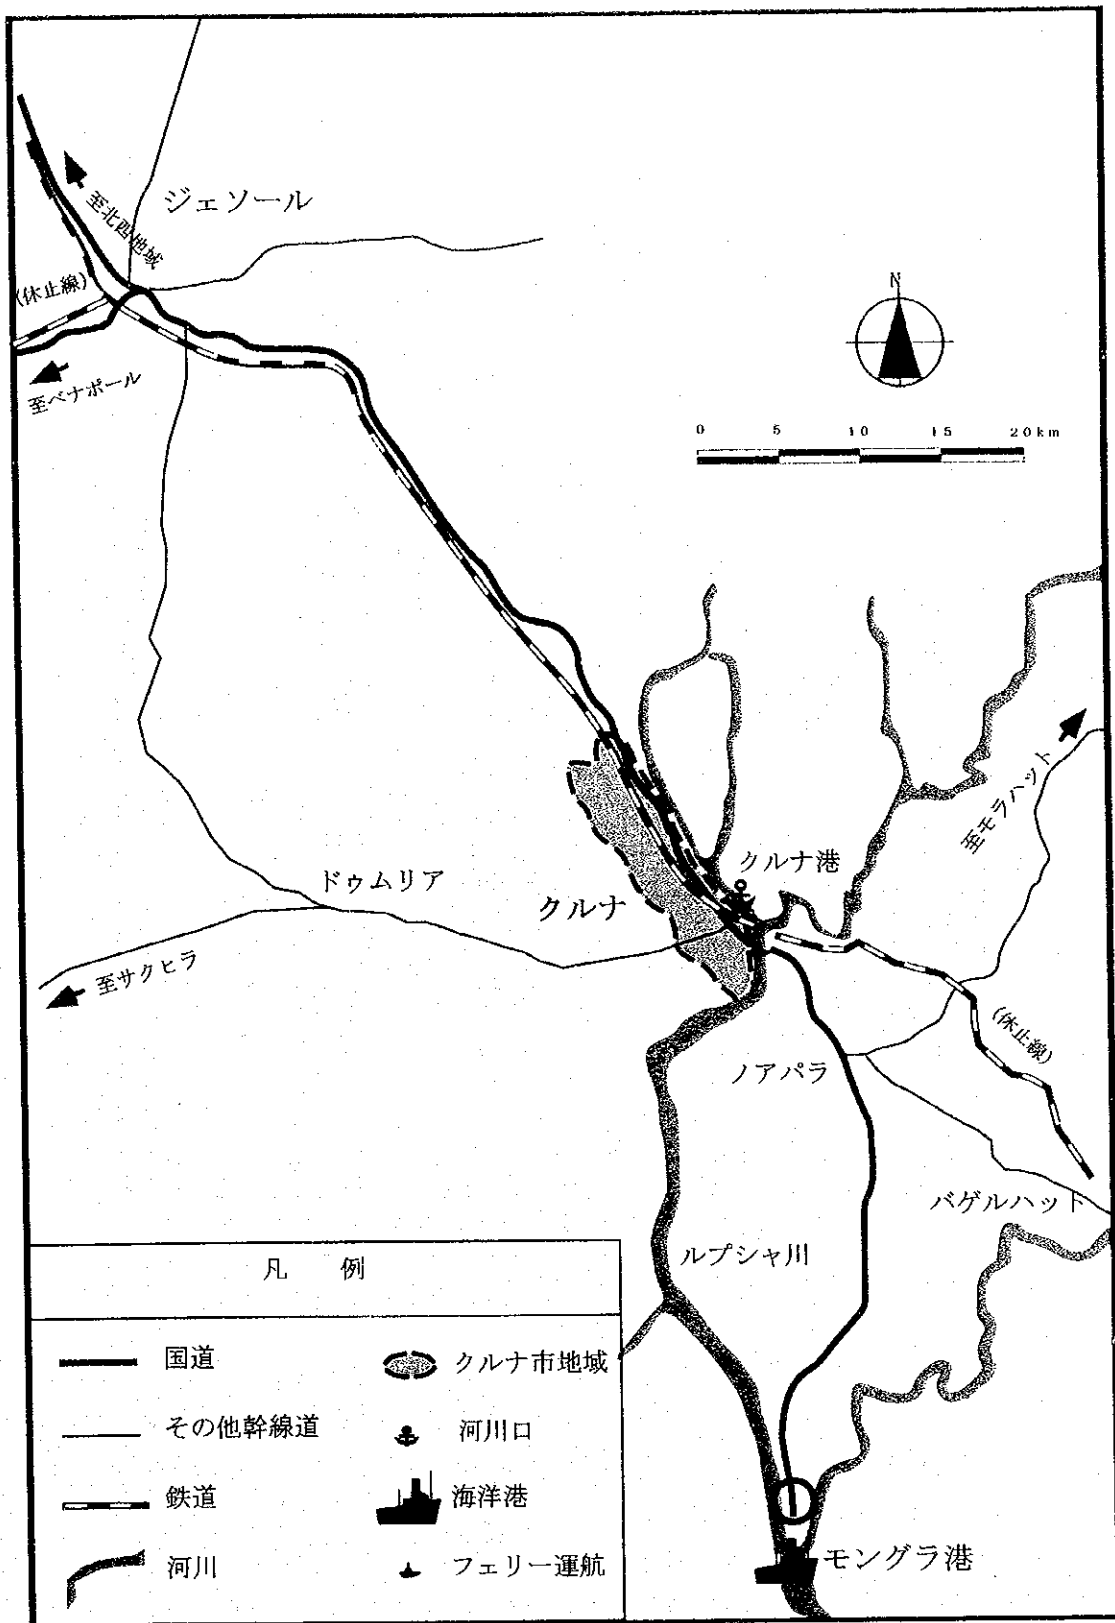 ジェソール
至北西地域
(休止線)
至ベナポール
N
0 5 10 15 20km
至モラハット
クルナ港
ドゥムリア
クルナ
至サクヒラ
(休止線)
ノアパラ
バゲルハット
ルプシャ川
凡 例
国道
クルナ市地域
その他幹線道
河川口
鉄道
海洋港
河川
フェリー運航
モングラ港